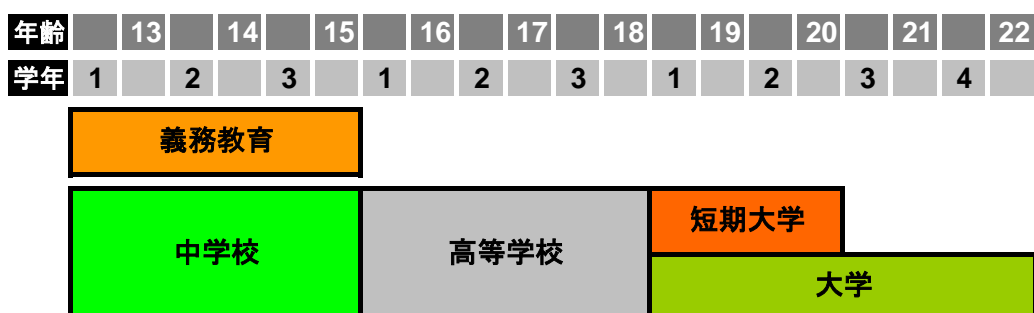 年齢 13 14 15 16 17 18 19 20 21 22
学年 1 2 3 1 2 3 1 2 3 4
義務教育
短期大学
中学校 高等学校
大学